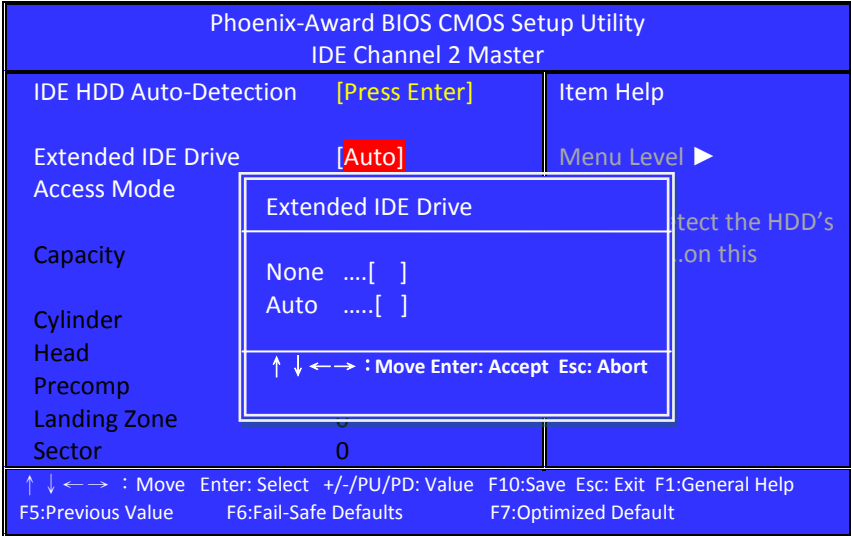 Phoenix-Award BIOS CMOS Setup Utility
IDE Channel 2 Master
IDE HDD Auto-Detection [Press Enter]
Item Help
Extended IDE Drive [Auto]
Menu Level ►
Access Mode
Extended IDE Drive
tect the HDD's
Capacity
..on this
None ....[ ]
Auto .....[ ]
Cylinder
Head
↑ ↓ ←→ : Move Enter: Accept Esc: Abort
Precomp
Landing Zone
Sector 0
↑ ↓ ←→ : Move Enter: Select +/-/PU/PD: Value F10:Save Esc: Exit F1:General Help
F5:Previous Value F6:Fail-Safe Defaults F7:Optimized Default